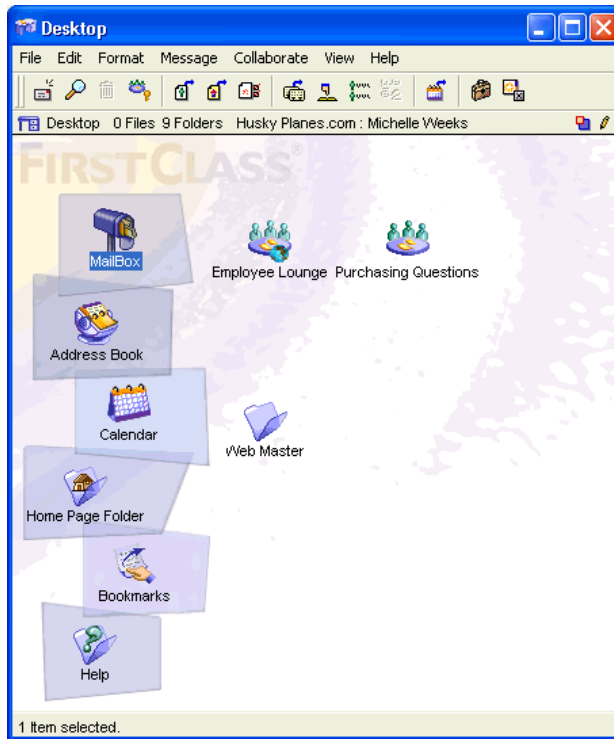 Desktop
File Edit Format Message Collaborate View Help
Desktop 0 Files 9 Folders Husky Planes.com : Michelle Weeks
FIRSTCLASS®
MailBox
Employee Lounge Purchasing Questions
Address Book
Calendar
Web Master
Home Page Folder
Bookmarks
Help
1 Item selected.